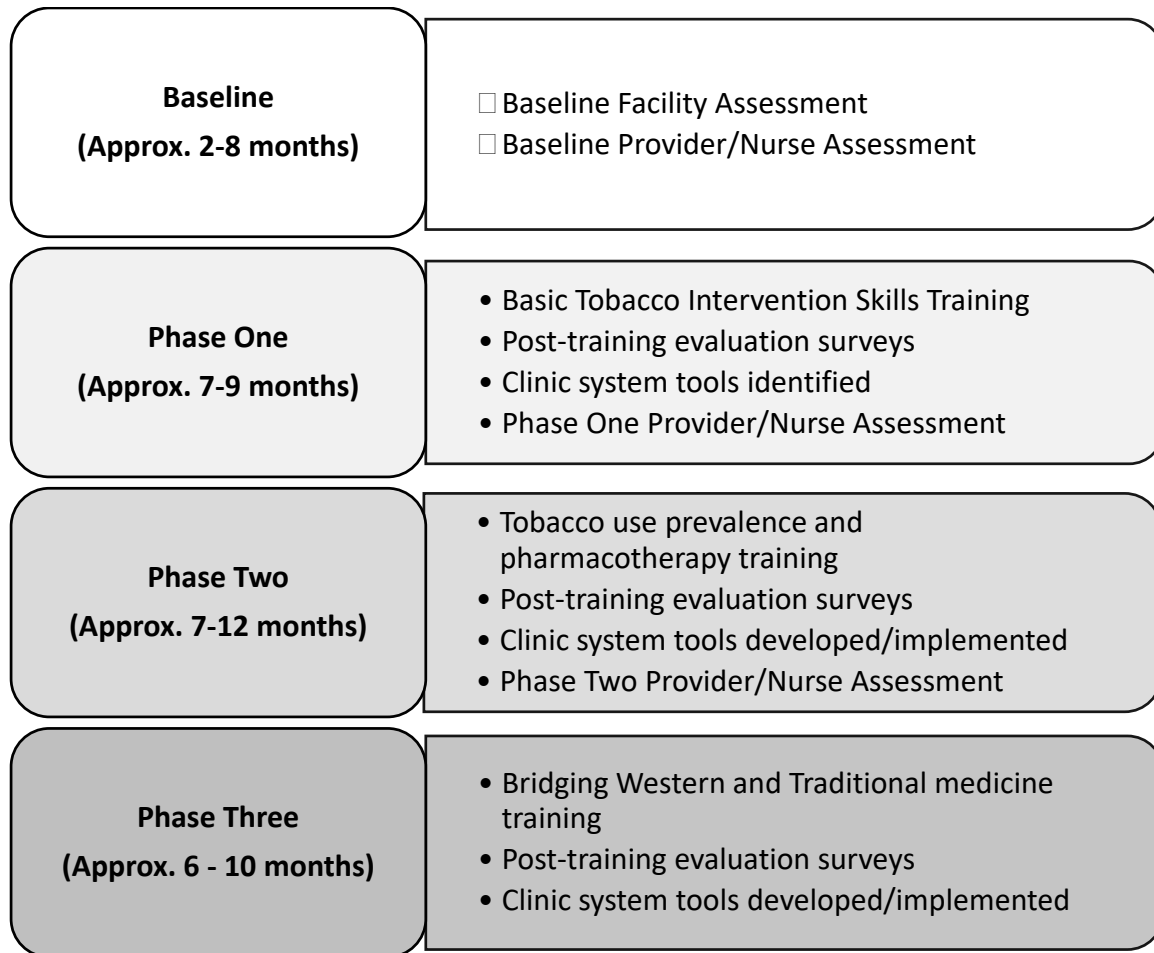 Baseline
(Approx. 2-8 months)
□ Baseline Facility Assessment
□ Baseline Provider/Nurse Assessment
Phase One
(Approx. 7-9 months)
• Basic Tobacco Intervention Skills Training
• Post-training evaluation surveys
• Clinic system tools identified
• Phase One Provider/Nurse Assessment
Phase Two
(Approx. 7-12 months)
• Tobacco use prevalence and
pharmacotherapy training
• Post-training evaluation surveys
• Clinic system tools developed/implemented
• Phase Two Provider/Nurse Assessment
Phase Three
(Approx. 6 - 10 months)
• Bridging Western and Traditional medicine
training
• Post-training evaluation surveys
• Clinic system tools developed/implemented